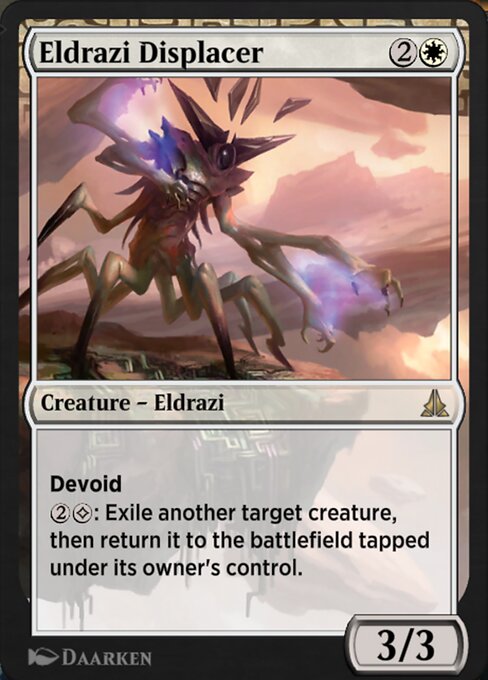 Eldrazi Displacer 2
Creature – Eldrazi
Devoid
2: Exile another target creature,
then return it to the battlefield tapped
under its owner's control.
3/3
DAARKEN